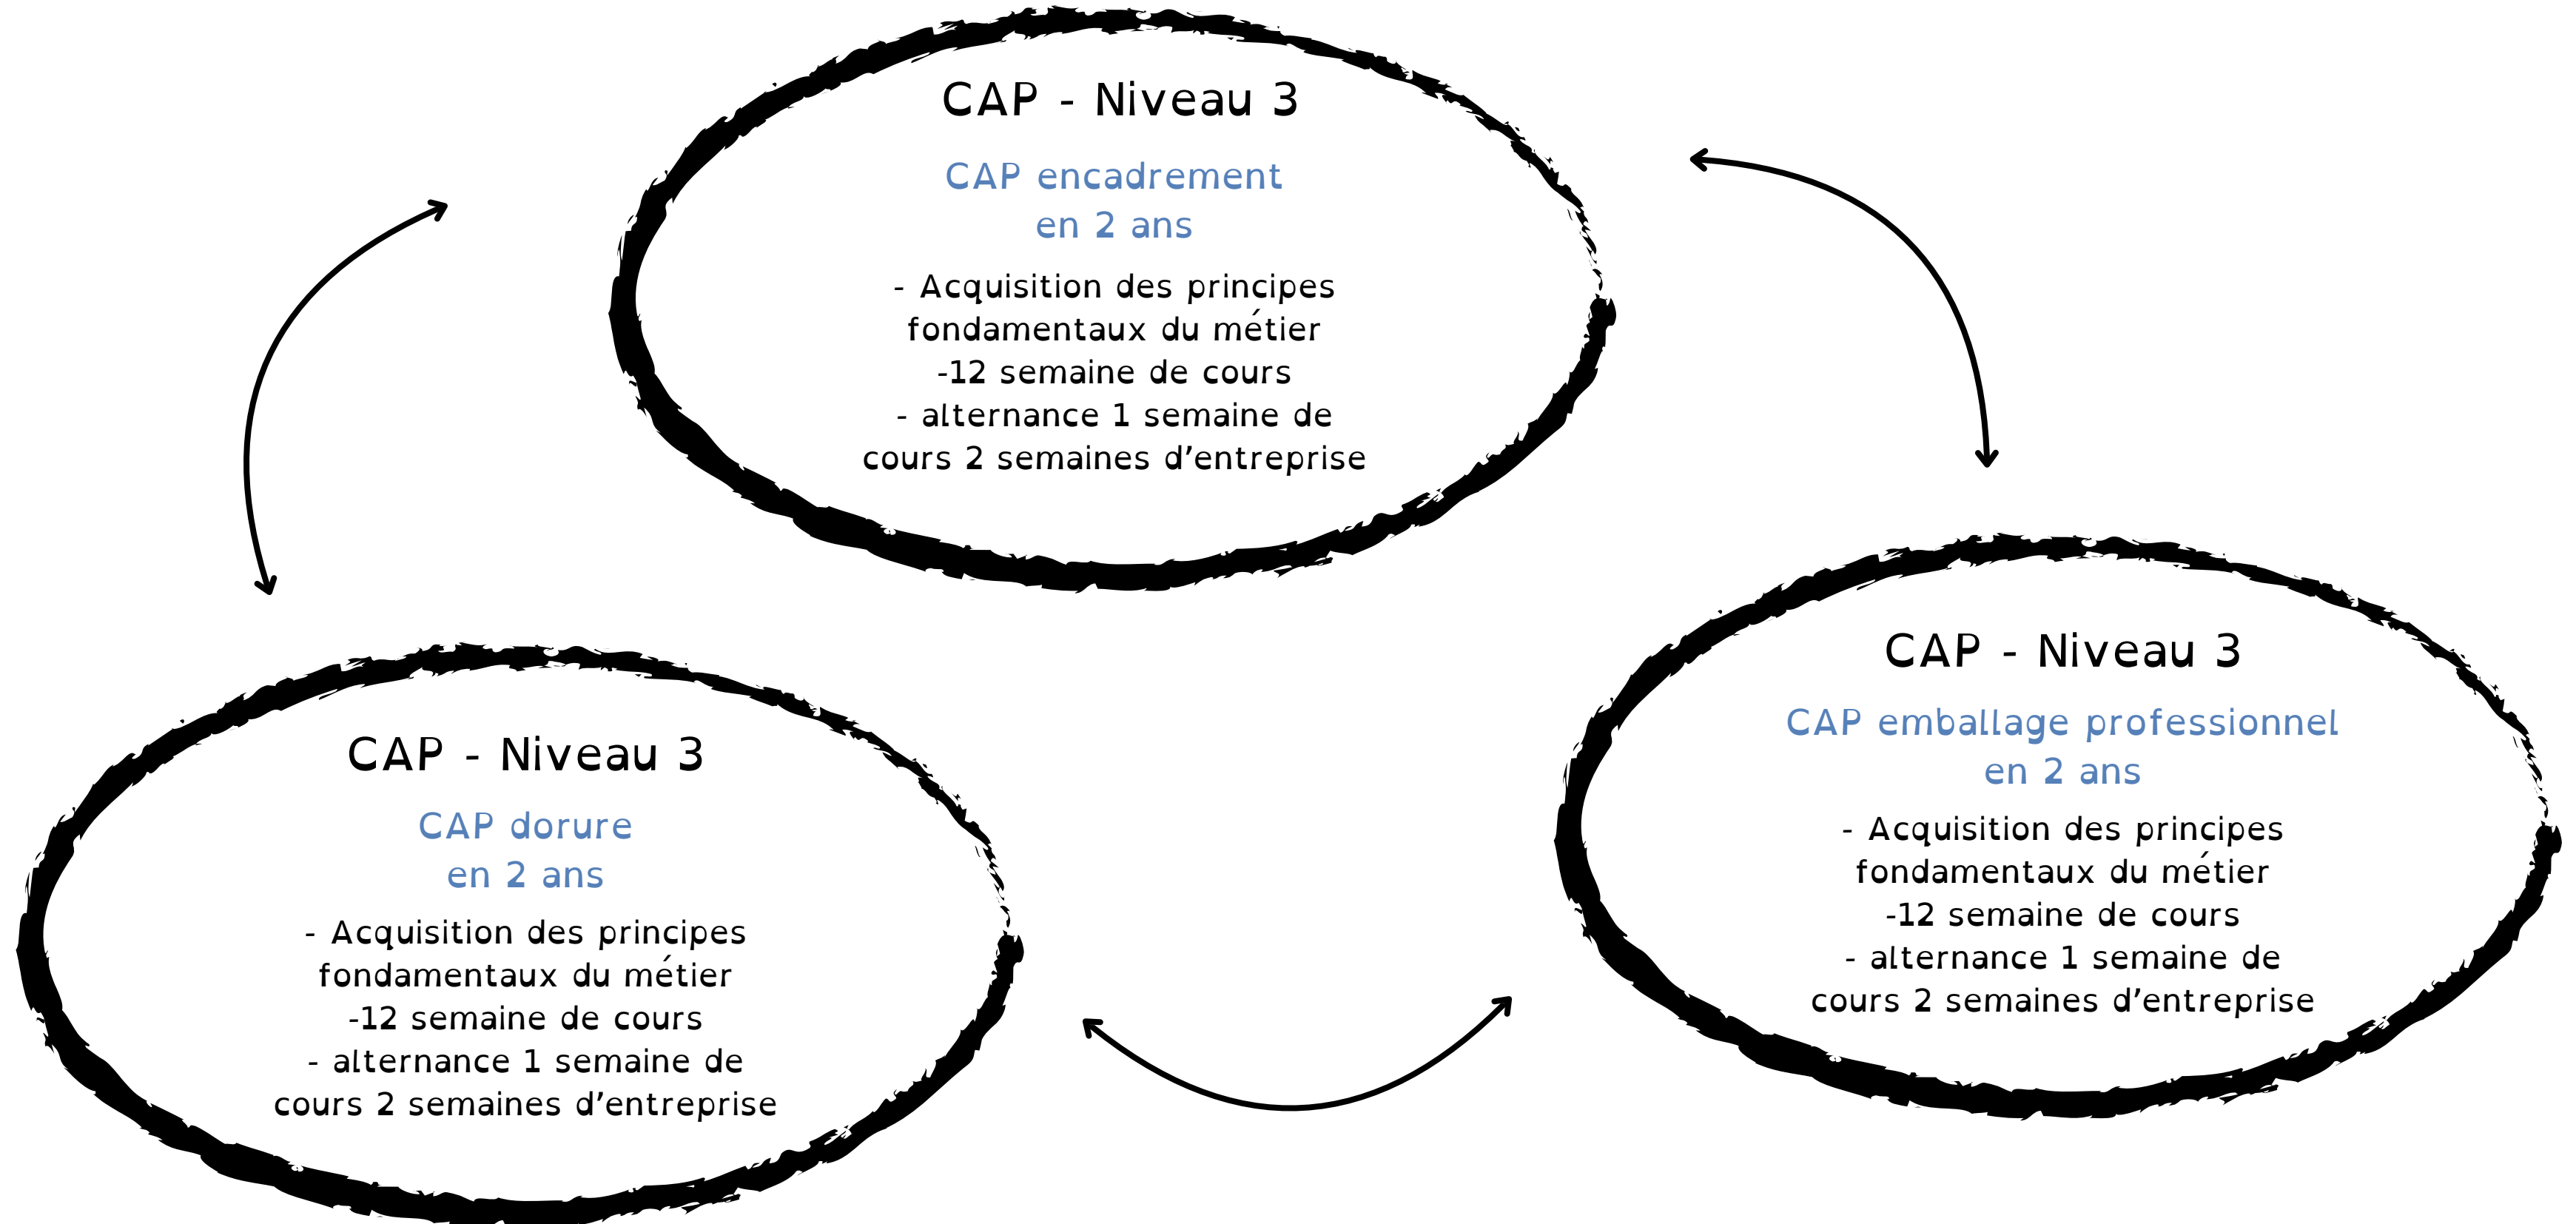 CAP - Niveau 3
CAP encadrement
en 2 ans
- Acquisition des principes
fondamentaux du métier
-12 semaine de cours
- alternance 1 semaine de
cours 2 semaines d'entreprise
CAP - Niveau 3
CAP emballage professionnel
en 2 ans
- Acquisition des principes
fondamentaux du métier
-12 semaine de cours
- alternance 1 semaine de
cours 2 semaines d'entreprise
CAP - Niveau 3
CAP dorure
en 2 ans
- Acquisition des principes
fondamentaux du métier
-12 semaine de cours
- alternance 1 semaine de
cours 2 semaines d'entreprise